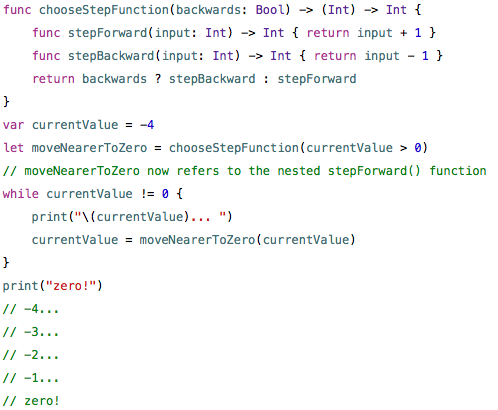 func chooseStepFunction(backwards: Bool) -> (Int) -> Int {
    func stepForward(input: Int) -> Int { return input + 1 }
    func stepBackward(input: Int) -> Int { return input - 1 }
    return backwards ? stepBackward : stepForward
}
var currentValue = -4
let moveNearerToZero = chooseStepFunction(currentValue > 0)
// moveNearerToZero now refers to the nested stepForward() function
while currentValue != 0 {
    print("\(currentValue)... ")
    currentValue = moveNearerToZero(currentValue)
}
print("zero!")
// -4...
// -3...
// -2...
// -1...
// zero!